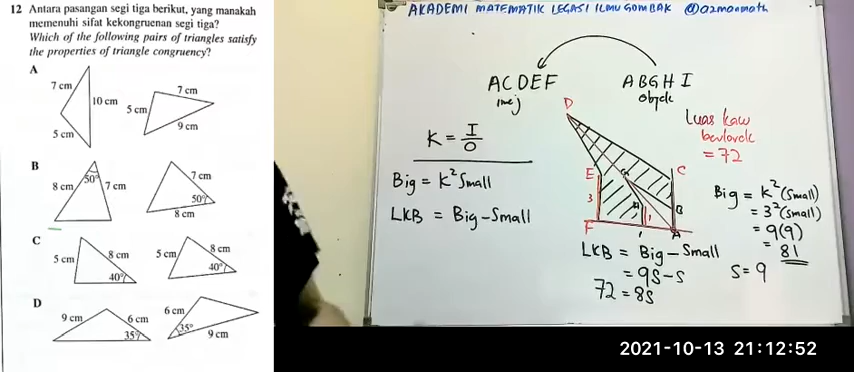 12 Antara pasangan segi tiga berikut, yang manakah
memenuhi sifat kekongruenan segi tiga?
Which of the following pairs of triangles satisfy
the properties of triangle congruency?
A
7 cm
10 cm
5 cm
7 cm
5 cm
9 cm
B
8 cm
50°
7 cm
7 cm
50°
8 cm
C
5 cm
8 cm
40°
5 cm
8 cm
40°
D
9 cm
6 cm
35°
6 cm
35°
9 cm
AKADEMI MATEMATIK LEGASI ILMU GOMBAK @azmanmath
ACDEF
imej
ABGHI
objek
K = I/O
Big = K² Small
LKB = Big - Small
D
E
C
G
3
B
H
1
F
1
A
Luas kaw
berlorek
= 72
LKB = Big - Small
= 9s - s
72 = 8s
Big = K² (small)
= 3² (small)
= 9(9)
= 81
s = 9
2021-10-13 21:12:52